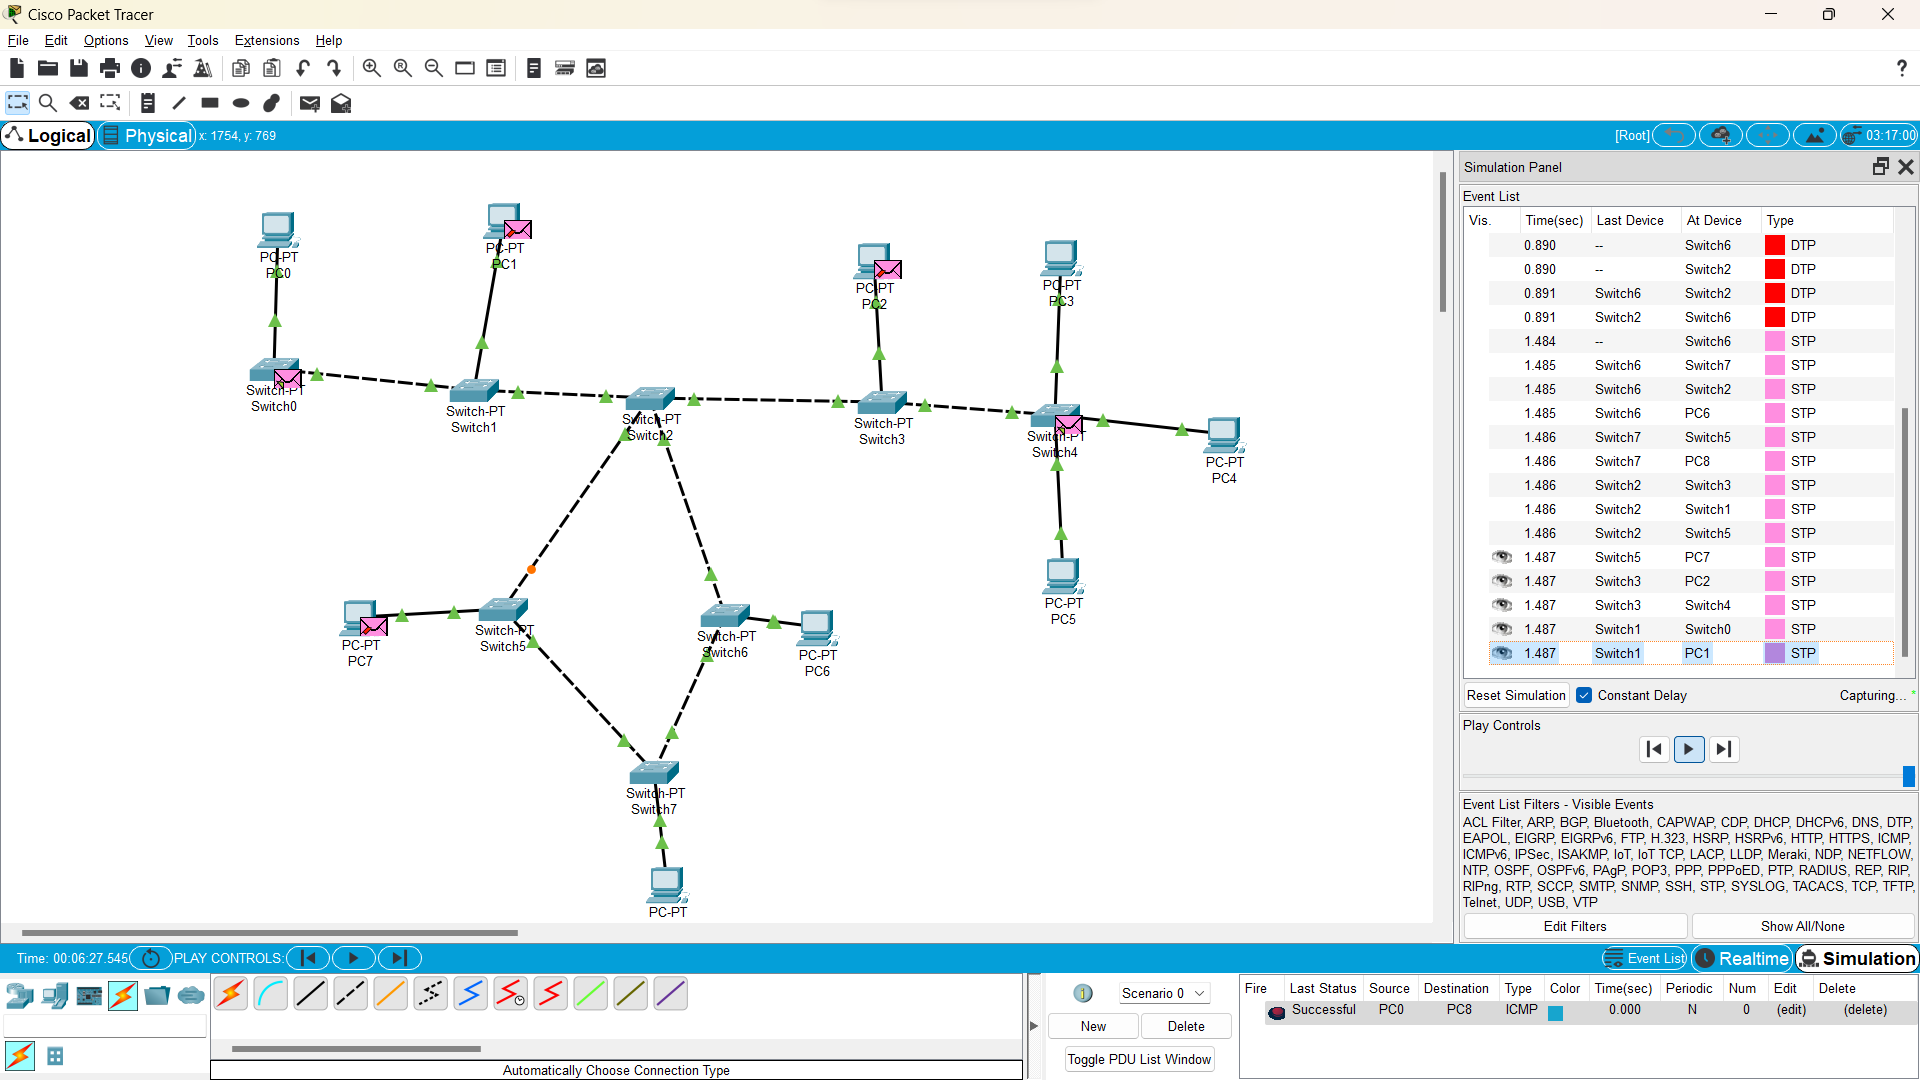 Cisco Packet Tracer
File Edit Options View Tools Extensions Help
Logical Physical x: 1754, y: 769 [Root] 03:17:00
PC-PT
PC0
PC-PT
PC1
PC-PT
PC2
PC-PT
PC3
Switch-PT
Switch0
Switch-PT
Switch1
Switch-PT
Switch2
Switch-PT
Switch3
Switch-PT
Switch4
PC-PT
PC4
PC-PT
PC5
PC-PT
PC7
Switch-PT
Switch5
Switch-PT
Switch6
PC-PT
PC6
Switch-PT
Switch7
PC-PT
Simulation Panel
Event List
Vis. Time(sec) Last Device At Device Type
0.890 -- Switch6 DTP
0.890 -- Switch2 DTP
0.891 Switch6 Switch2 DTP
0.891 Switch2 Switch6 DTP
1.484 -- Switch6 STP
1.485 Switch6 Switch7 STP
1.485 Switch6 Switch2 STP
1.485 Switch6 PC6 STP
1.486 Switch7 Switch5 STP
1.486 Switch7 PC8 STP
1.486 Switch2 Switch3 STP
1.486 Switch2 Switch1 STP
1.486 Switch2 Switch5 STP
1.487 Switch5 PC7 STP
1.487 Switch3 PC2 STP
1.487 Switch3 Switch4 STP
1.487 Switch1 Switch0 STP
1.487 Switch1 PC1 STP
Reset Simulation Constant Delay Capturing... *
Play Controls
Event List Filters - Visible Events
ACL Filter, ARP, BGP, Bluetooth, CAPWAP, CDP, DHCP, DHCPv6, DNS, DTP,
EAPOL, EIGRP, EIGRPv6, FTP, H.323, HSRP, HSRPv6, HTTP, HTTPS, ICMP,
ICMPv6, IPSec, ISAKMP, IoT, IoT TCP, LACP, LLDP, Meraki, NDP, NETFLOW,
NTP, OSPF, OSPFv6, PAgP, POP3, PPP, PPPoED, PTP, RADIUS, REP, RIP,
RIPng, RTP, SCCP, SMTP, SNMP, SSH, STP, SYSLOG, TACACS, TCP, TFTP,
Telnet, UDP, USB, VTP
Edit Filters Show All/None
Time: 00:06:27.545 PLAY CONTROLS: Event List Realtime Simulation
Scenario 0
New Delete
Toggle PDU List Window
Fire Last Status Source Destination Type Color Time(sec) Periodic Num Edit Delete
Successful PC0 PC8 ICMP 0.000 N 0 (edit) (delete)
Automatically Choose Connection Type